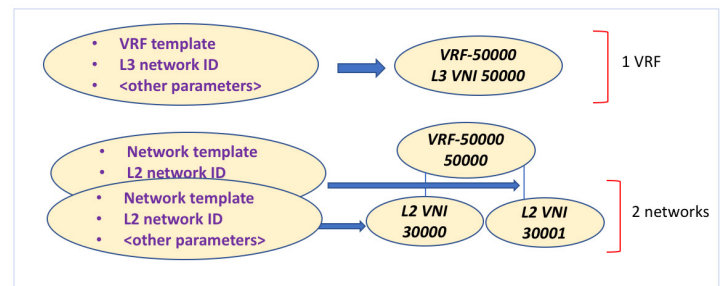 • VRF template
• L3 network ID
• <other parameters>
VRF-50000
L3 VNI 50000
1 VRF
• Network template
• L2 network ID
• Network template
• L2 network ID
• <other parameters>
VRF-50000
50000
L2 VNI
30000
L2 VNI
30001
2 networks